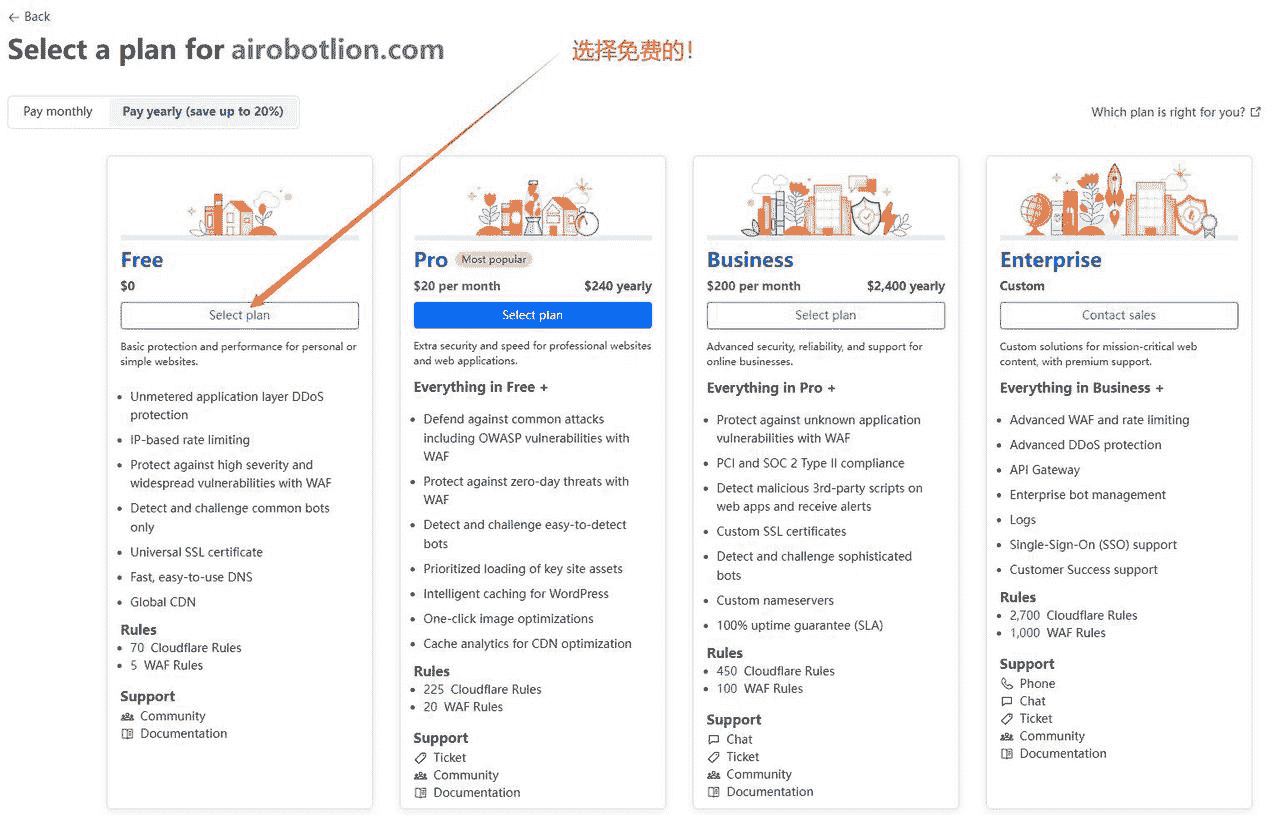 Back
Select a plan for airobotlion.com
选择免费的!
Pay monthly
Pay yearly (save up to 20%)
Which plan is right for you?
Free
$0
Select plan
Basic protection and performance for personal or
simple websites.
Unmetered application layer DDoS
protection
IP-based rate limiting
Protect against high severity and
widespread vulnerabilities with WAF
Detect and challenge common bots
only
Universal SSL certificate
Fast, easy-to-use DNS
Global CDN
Rules
70 Cloudflare Rules
5 WAF Rules
Support
Community
Documentation
Pro Most popular
$20 per month $240 yearly
Select plan
Extra security and speed for professional websites
and web applications.
Everything in Free +
Defend against common attacks
including OWASP vulnerabilities with
WAF
Protect against zero-day threats with
WAF
Detect and challenge easy-to-detect
bots
Prioritized loading of key site assets
Intelligent caching for WordPress
One-click image optimizations
Cache analytics for CDN optimization
Rules
225 Cloudflare Rules
20 WAF Rules
Support
Ticket
Community
Documentation
Business
$200 per month $2,400 yearly
Select plan
Advanced security, reliability, and support for
online businesses.
Everything in Pro +
Protect against unknown application
vulnerabilities with WAF
PCI and SOC 2 Type II compliance
Detect malicious 3rd-party scripts on
web apps and receive alerts
Custom SSL certificates
Detect and challenge sophisticated
bots
Custom nameservers
100% uptime guarantee (SLA)
Rules
450 Cloudflare Rules
100 WAF Rules
Support
Chat
Ticket
Community
Documentation
Enterprise
Custom
Contact sales
Custom solutions for mission-critical web
content, with premium support.
Everything in Business +
Advanced WAF and rate limiting
Advanced DDoS protection
API Gateway
Enterprise bot management
Logs
Single-Sign-On (SSO) support
Customer Success support
Rules
2,700 Cloudflare Rules
1,000 WAF Rules
Support
Phone
Chat
Ticket
Community
Documentation